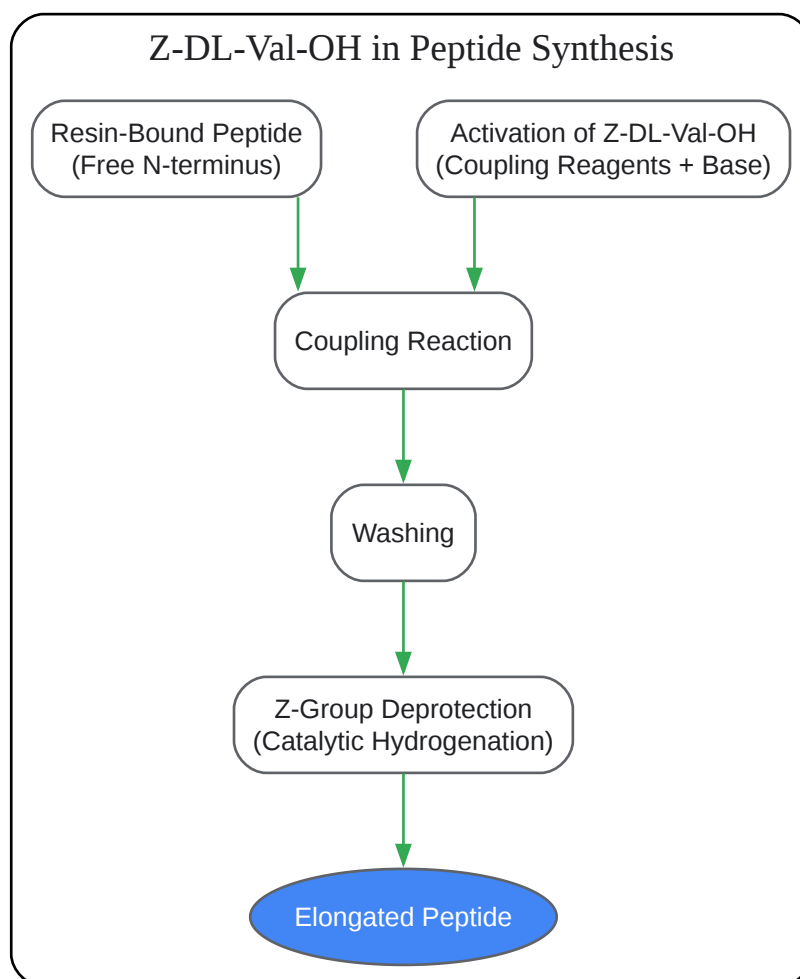 Z-DL-Val-OH in Peptide Synthesis
Resin-Bound Peptide
(Free N-terminus)
Activation of Z-DL-Val-OH
(Coupling Reagents + Base)
Coupling Reaction
Washing
Z-Group Deprotection
(Catalytic Hydrogenation)
Elongated Peptide